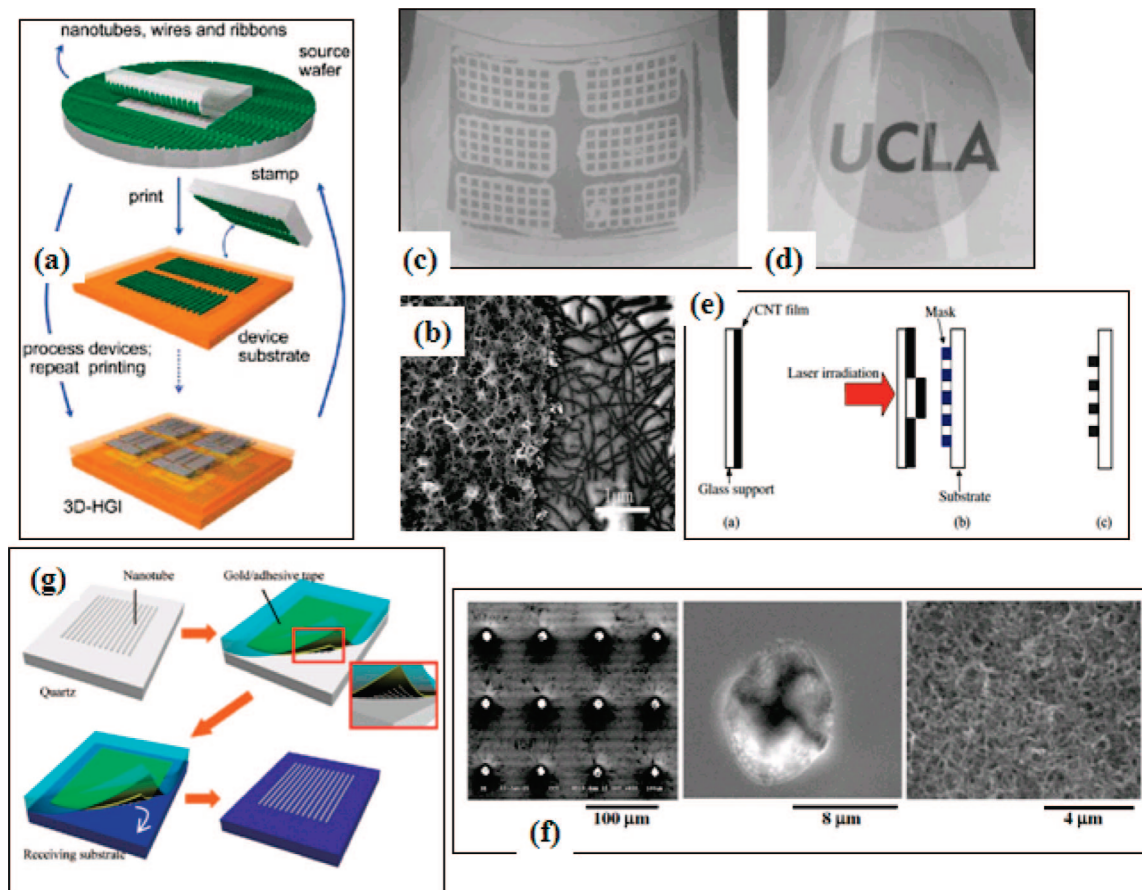 nanotubes, wires and ribbons
source
wafer
stamp
print
(a)
device
substrate
process devices;
repeat printing
3D-HGI
(c)
UCLA
(d)
(b)
1μm
(e)
CNT film
Mask
Laser irradiation
Glass support
Substrate
(a)
(b)
(c)
(g)
Nanotube
Gold/adhesive tape
Quartz
Receiving substrate
100 μm
8 μm
4 μm
(f)